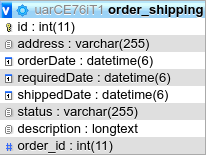 v uarCE76iT1 order_shipping
id : int(11)
address : varchar(255)
orderDate : datetime(6)
requiredDate : datetime(6)
shippedDate : datetime(6)
status : varchar(255)
description : longtext
# order_id : int(11)